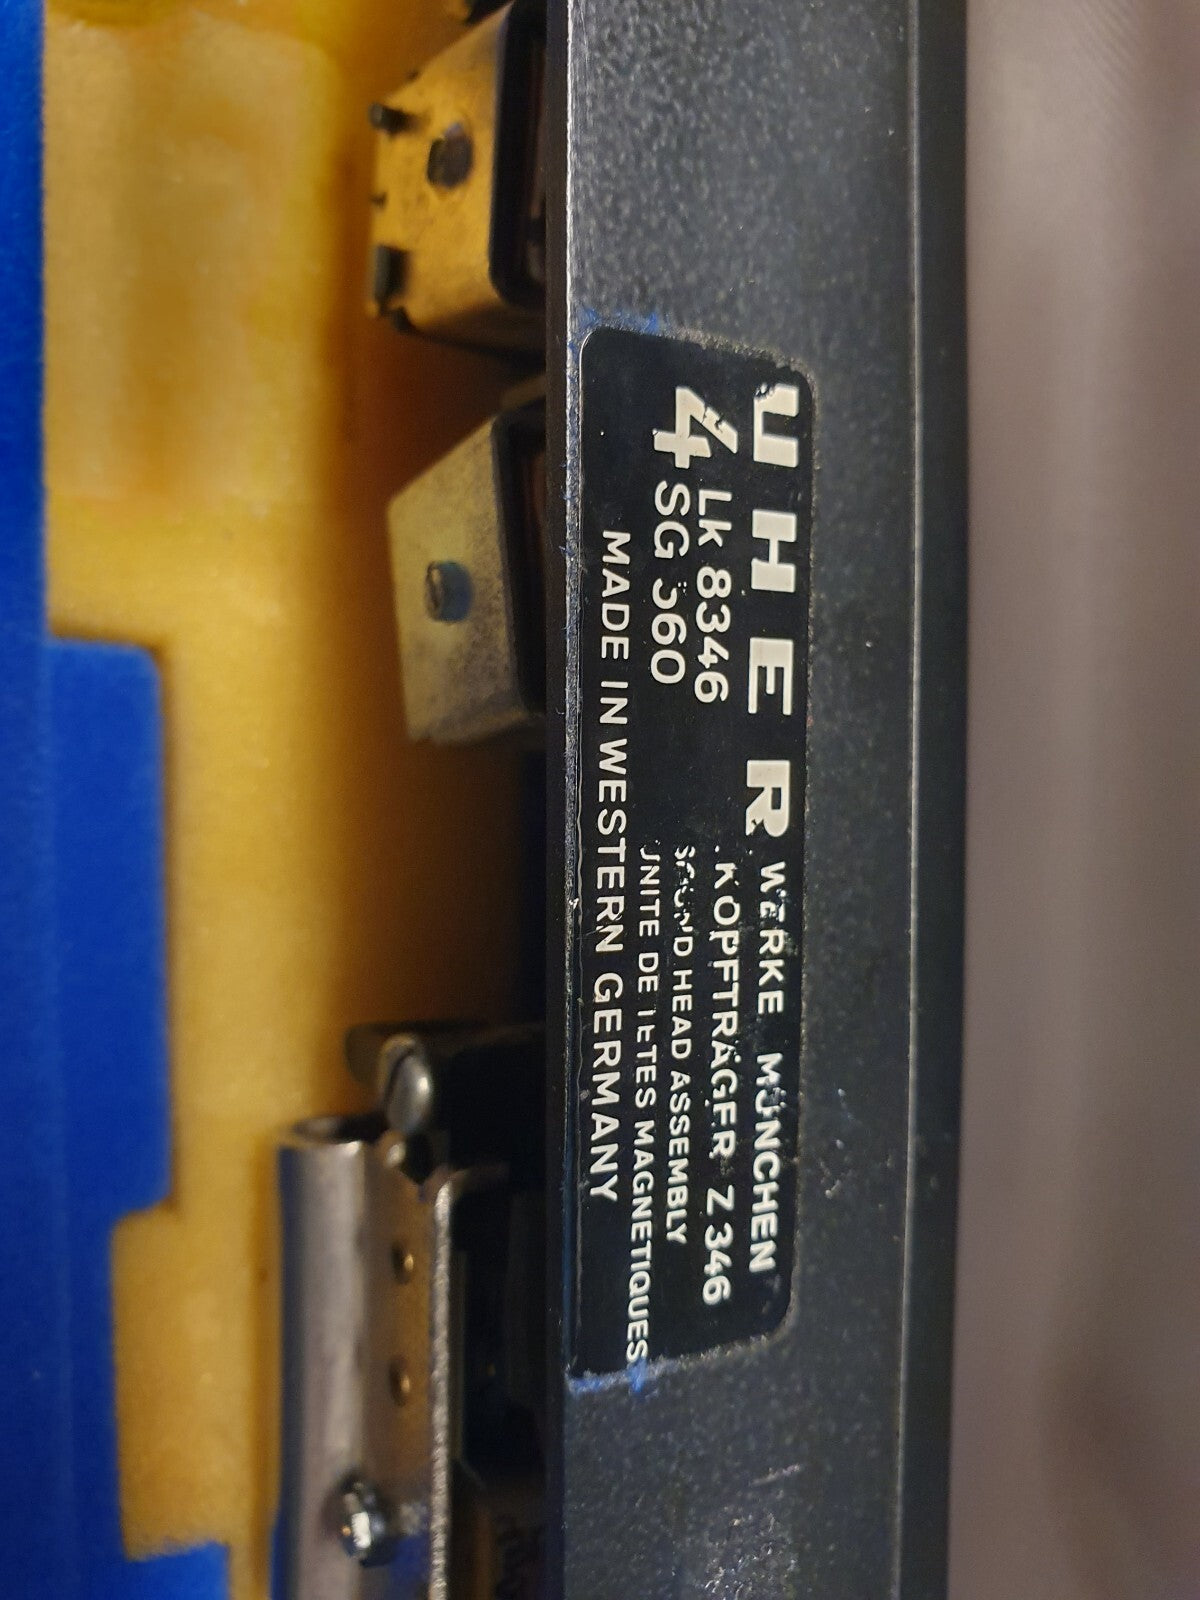 UHER WERKE MÜNCHEN
4 Lk 8346 KOPFTRÄGER Z 346
SG 360 SOUND HEAD ASSEMBLY
UNITE DE TETES MAGNETIQUES
MADE IN WESTERN GERMANY